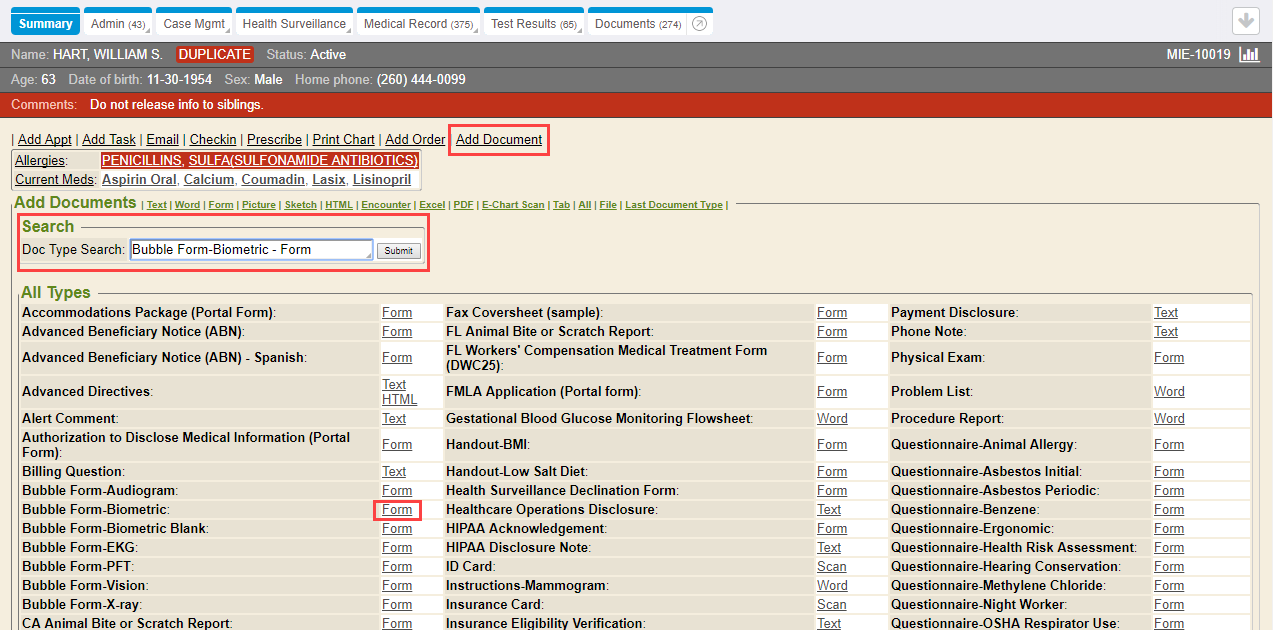 Summary Admin (43) Case Mgmt Health Surveillance Medical Record (375) Test Results (65) Documents (274)
Name: HART, WILLIAM S. DUPLICATE Status: Active MIE-10019
Age: 63 Date of birth: 11-30-1954 Sex: Male Home phone: (260) 444-0099
Comments: Do not release info to siblings.
| Add Appt | Add Task | Email | Checkin | Prescribe | Print Chart | Add Order Add Document
Allergies: PENICILLINS, SULFA(SULFONAMIDE ANTIBIOTICS)
Current Meds: Aspirin Oral, Calcium, Coumadin, Lasix, Lisinopril
Add Documents | Text | Word | Form | Picture | Sketch | HTML | Encounter | Excel | PDF | E-Chart Scan | Tab | All | File | Last Document Type |
Search
Doc Type Search: Bubble Form-Biometric - Form Submit
All Types
Accommodations Package (Portal Form): Form Fax Coversheet (sample): Form Payment Disclosure: Text
Advanced Beneficiary Notice (ABN): Form FL Animal Bite or Scratch Report: Form Phone Note: Text
Advanced Beneficiary Notice (ABN) - Spanish: Form FL Workers' Compensation Medical Treatment Form
(DWC25): Form Physical Exam: Form
Advanced Directives: Text
HTML FMLA Application (Portal form): Form Problem List: Word
Alert Comment: Text Gestational Blood Glucose Monitoring Flowsheet: Word Procedure Report: Word
Authorization to Disclose Medical Information (Portal
Form): Form Handout-BMI: Form Questionnaire-Animal Allergy: Form
Billing Question: Text Handout-Low Salt Diet: Form Questionnaire-Asbestos Initial: Form
Bubble Form-Audiogram: Form Health Surveillance Declination Form: Form Questionnaire-Asbestos Periodic: Form
Bubble Form-Biometric: Form Healthcare Operations Disclosure: Text Questionnaire-Benzene: Form
Bubble Form-Biometric Blank: Form HIPAA Acknowledgement: Form Questionnaire-Ergonomic: Form
Bubble Form-EKG: Form HIPAA Disclosure Note: Text Questionnaire-Health Risk Assessment: Form
Bubble Form-PFT: Form ID Card: Scan Questionnaire-Hearing Conservation: Form
Bubble Form-Vision: Form Instructions-Mammogram: Word Questionnaire-Methylene Chloride: Form
Bubble Form-X-ray: Form Insurance Card: Scan Questionnaire-Night Worker: Form
CA Animal Bite or Scratch Report: Form Insurance Eligibility Verification: Text Questionnaire-OSHA Respirator Use: Form